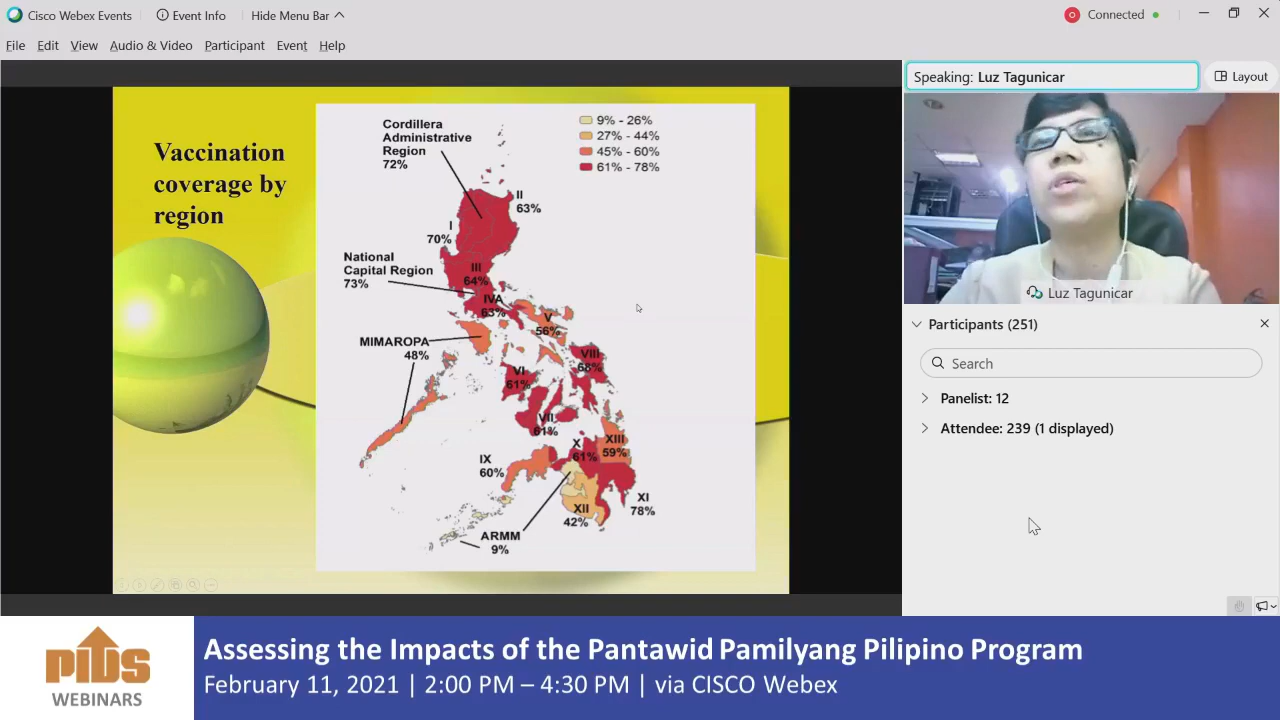 Cisco Webex Events
Event Info
Hide Menu Bar
Connected
File Edit View Audio & Video Participant Event Help
Speaking: Luz Tagunicar
Layout
Vaccination
coverage by
region
Cordillera
Administrative
Region
72%
9% - 26%
27% - 44%
45% - 60%
61% - 78%
II
63%
I
70%
National
Capital Region
73%
III
64%
IVA
63%
V
56%
MIMAROPA
48%
VIII
68%
VI
61%
VII
61%
X
61%
XIII
59%
IX
60%
XI
78%
XII
42%
ARMM
9%
Luz Tagunicar
Participants (251)
Search
Panelist: 12
Attendee: 239 (1 displayed)
PIDS
WEBINARS
Assessing the Impacts of the Pantawid Pamilyang Pilipino Program
February 11, 2021 | 2:00 PM – 4:30 PM | via CISCO Webex